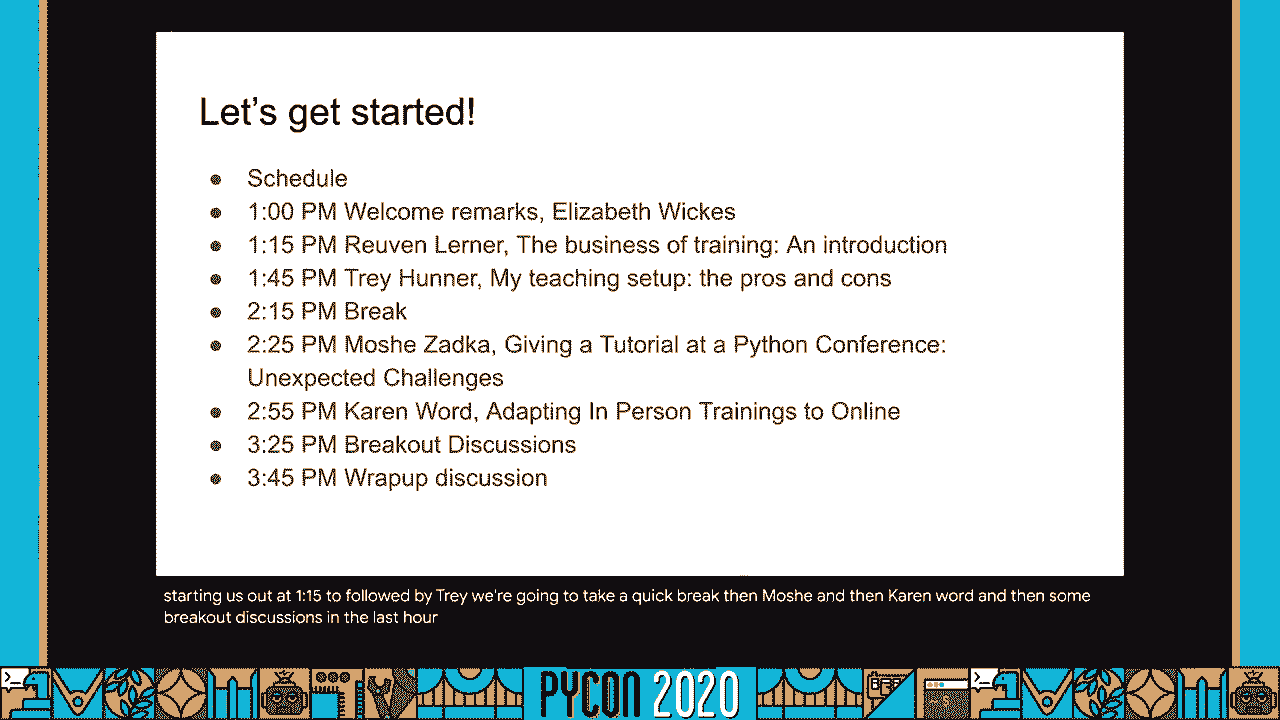 Let's get started!
● Schedule
● 1:00 PM Welcome remarks, Elizabeth Wickes
● 1:15 PM Reuven Lerner, The business of training: An introduction
● 1:45 PM Trey Hunner, My teaching setup: the pros and cons
● 2:15 PM Break
● 2:25 PM Moshe Zadka, Giving a Tutorial at a Python Conference:
Unexpected Challenges
● 2:55 PM Karen Word, Adapting In Person Trainings to Online
● 3:25 PM Breakout Discussions
● 3:45 PM Wrapup discussion
starting us out at 1:15 to followed by Trey we're going to take a quick break then Moshe and then Karen word and then some
breakout discussions in the last hour
PYCON 2020